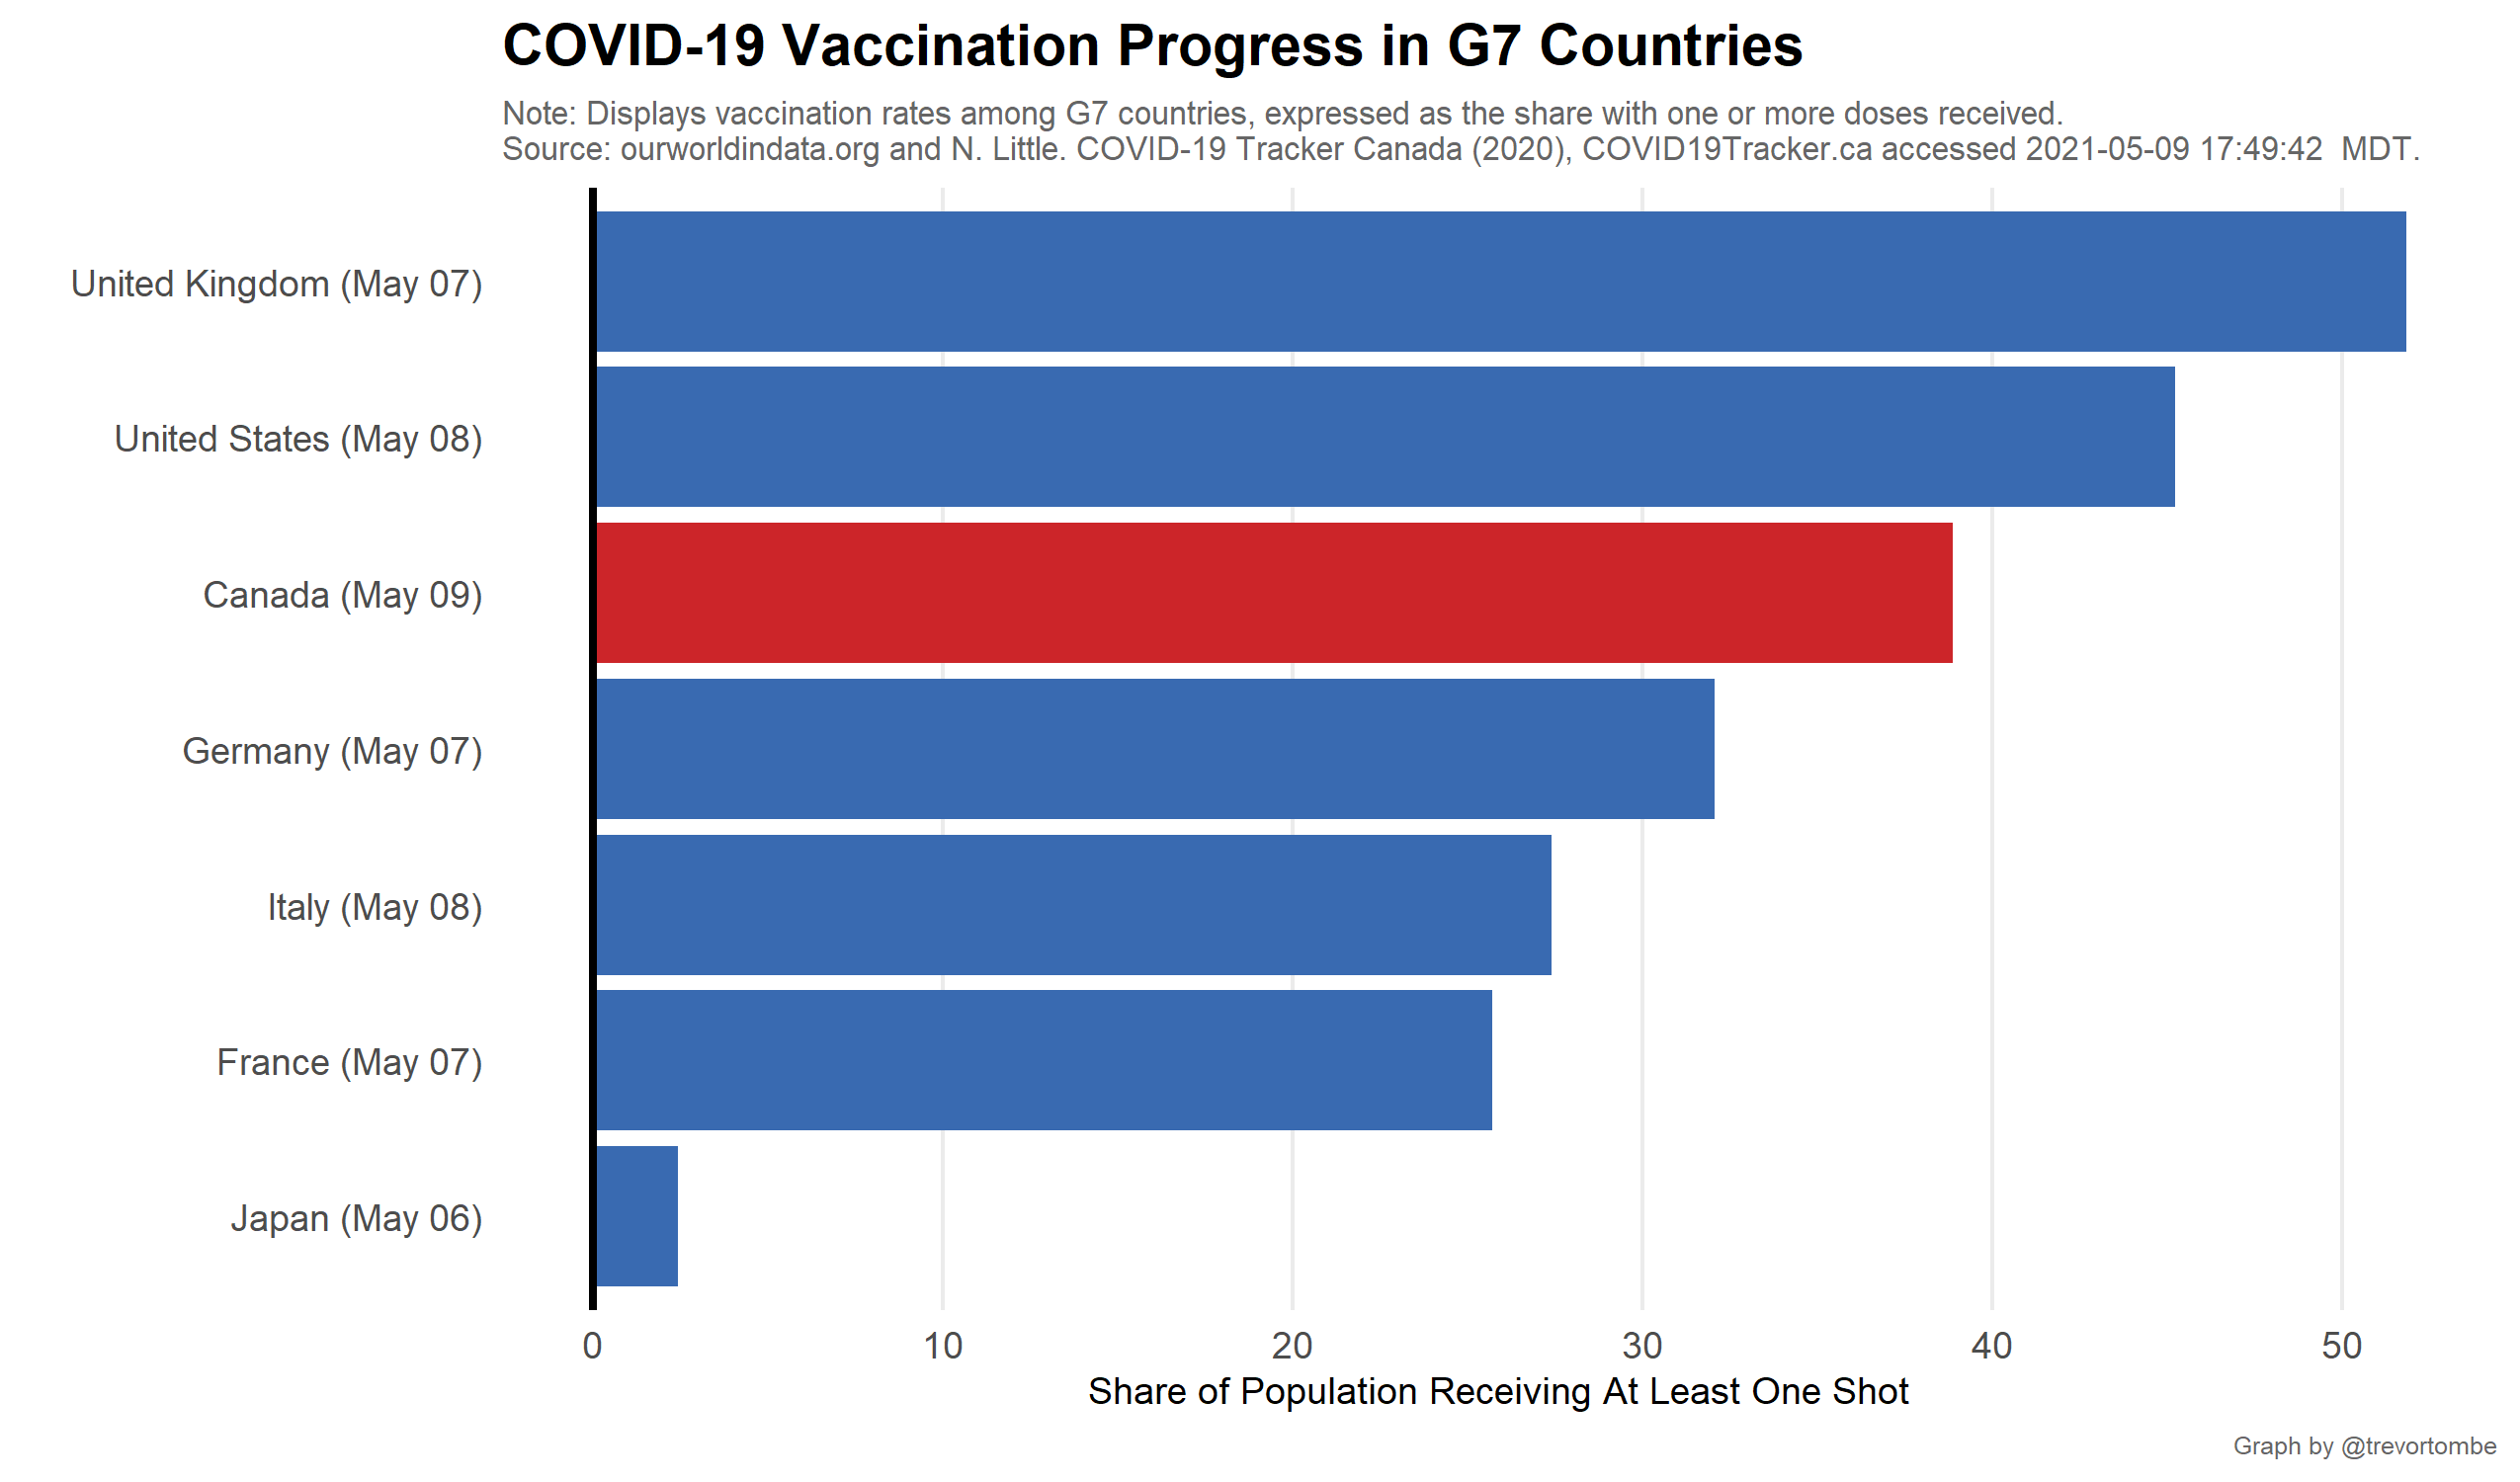 COVID-19 Vaccination Progress in G7 Countries
Note: Displays vaccination rates among G7 countries, expressed as the share with one or more doses received.
Source: ourworldindata.org and N. Little. COVID-19 Tracker Canada (2020), COVID19Tracker.ca accessed 2021-05-09 17:49:42  MDT.
United Kingdom (May 07)
United States (May 08)
Canada (May 09)
Germany (May 07)
Italy (May 08)
France (May 07)
Japan (May 06)
0 10 20 30 40 50
Share of Population Receiving At Least One Shot
Graph by @trevortombe